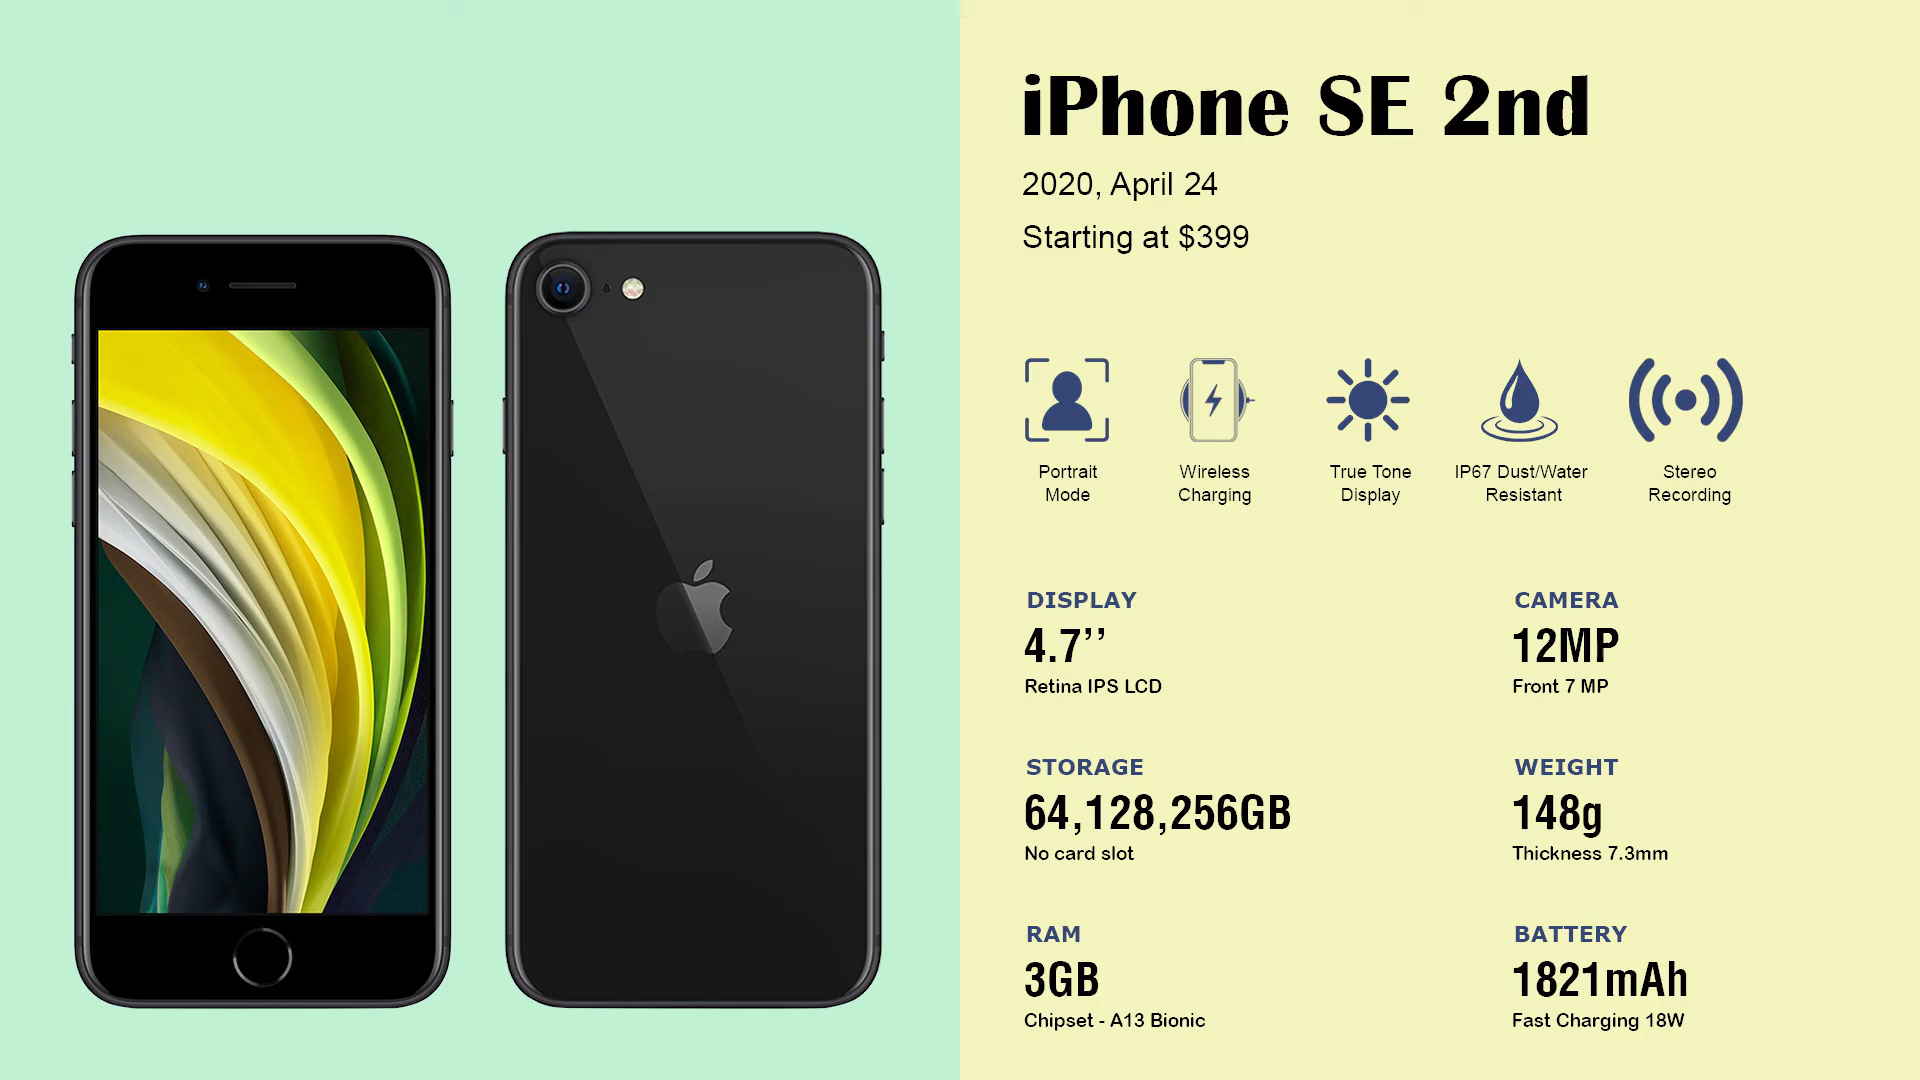 iPhone SE 2nd
2020, April 24
Starting at $399
Portrait
Mode
Wireless
Charging
True Tone
Display
IP67 Dust/Water
Resistant
Stereo
Recording
DISPLAY
4.7’’
Retina IPS LCD
CAMERA
12MP
Front 7 MP
STORAGE
64,128,256GB
No card slot
WEIGHT
148g
Thickness 7.3mm
RAM
3GB
Chipset - A13 Bionic
BATTERY
1821mAh
Fast Charging 18W